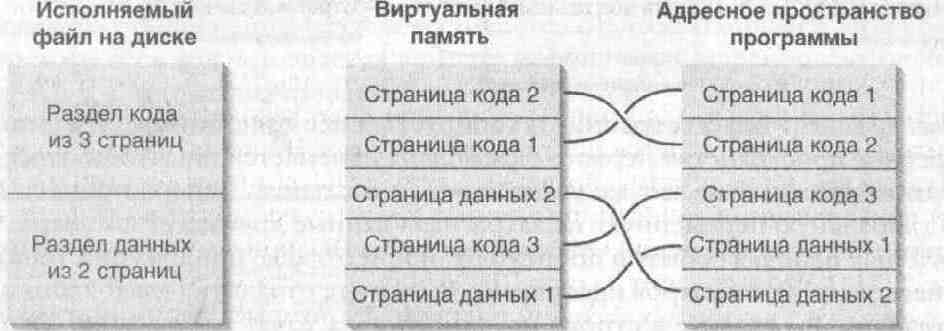 Исполняемый
файл на диске
Виртуальная
память
Адресное пространство
программы
Раздел кода
из 3 страниц
Раздел данных
из 2 страниц
Страница кода 2
Страница кода 1
Страница данных 2
Страница кода 3
Страница данных 1
Страница кода 1
Страница кода 2
Страница кода 3
Страница данных 1
Страница данных 2